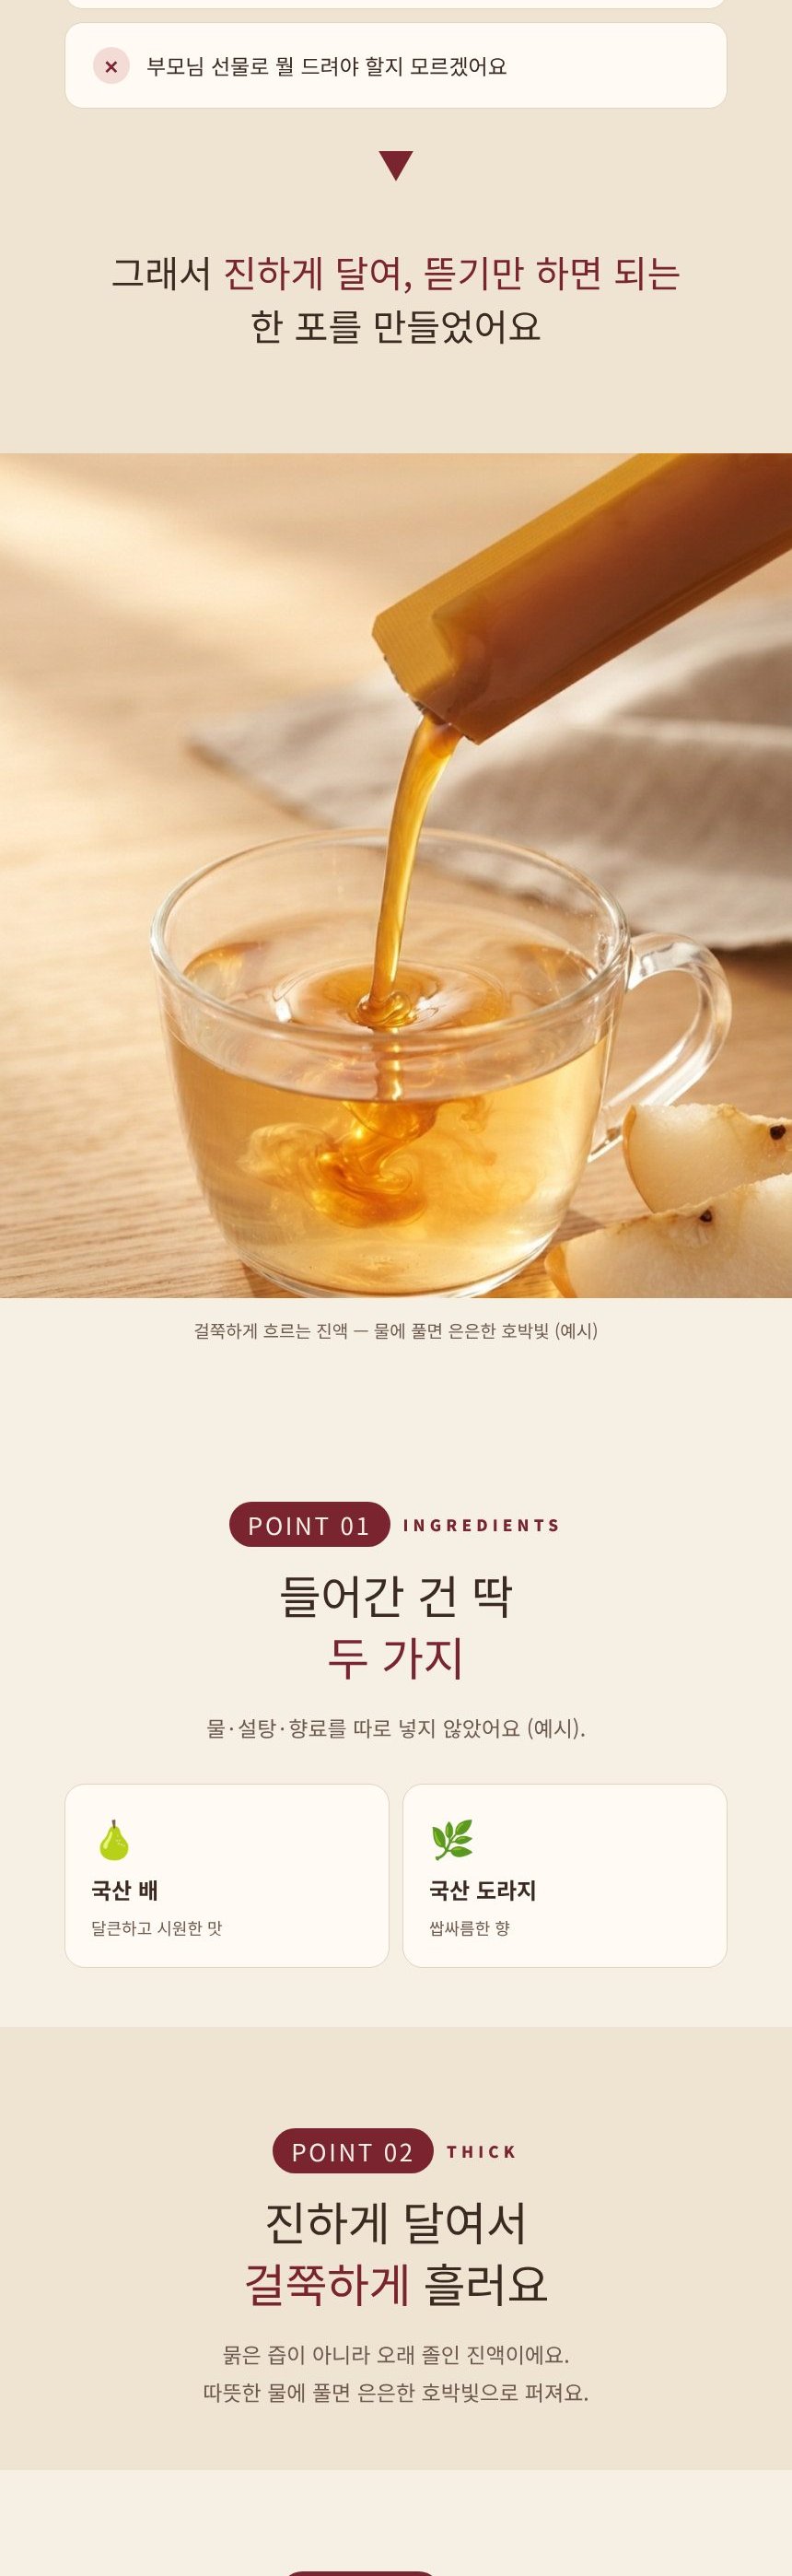 × 부모님 선물로 뭘 드려야 할지 모르겠어요
그래서 진하게 달여, 뜯기만 하면 되는
한 포를 만들었어요
걸쭉하게 흐르는 진액 — 물에 풀면 은은한 호박빛 (예시)
POINT 01 INGREDIENTS
들어간 건 딱
두 가지
물·설탕·향료를 따로 넣지 않았어요 (예시).
국산 배
달큰하고 시원한 맛
국산 도라지
쌉싸름한 향
POINT 02 THICK
진하게 달여서
걸쭉하게 흘러요
묽은 즙이 아니라 오래 졸인 진액이에요.
따뜻한 물에 풀면 은은한 호박빛으로 퍼져요.